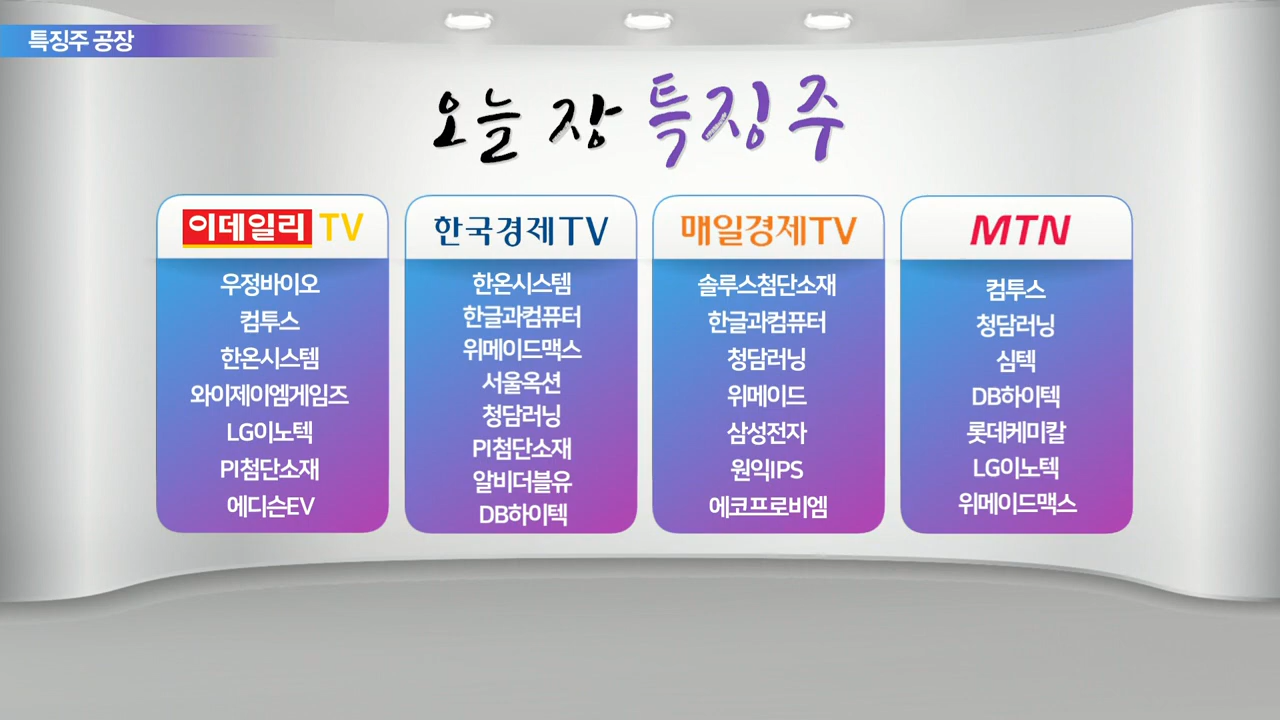 특징주 공장
오늘 장 특징주
이데일리 TV
우정바이오
컴투스
한온시스템
와이제이엠게임즈
LG이노텍
PI첨단소재
에디슨EV
한국경제TV
한온시스템
한글과컴퓨터
위메이드맥스
서울옥션
청담러닝
PI첨단소재
알비더블유
DB하이텍
매일경제TV
솔루스첨단소재
한글과컴퓨터
청담러닝
위메이드
삼성전자
원익IPS
에코프로비엠
MTN
컴투스
청담러닝
심텍
DB하이텍
롯데케미칼
LG이노텍
위메이드맥스